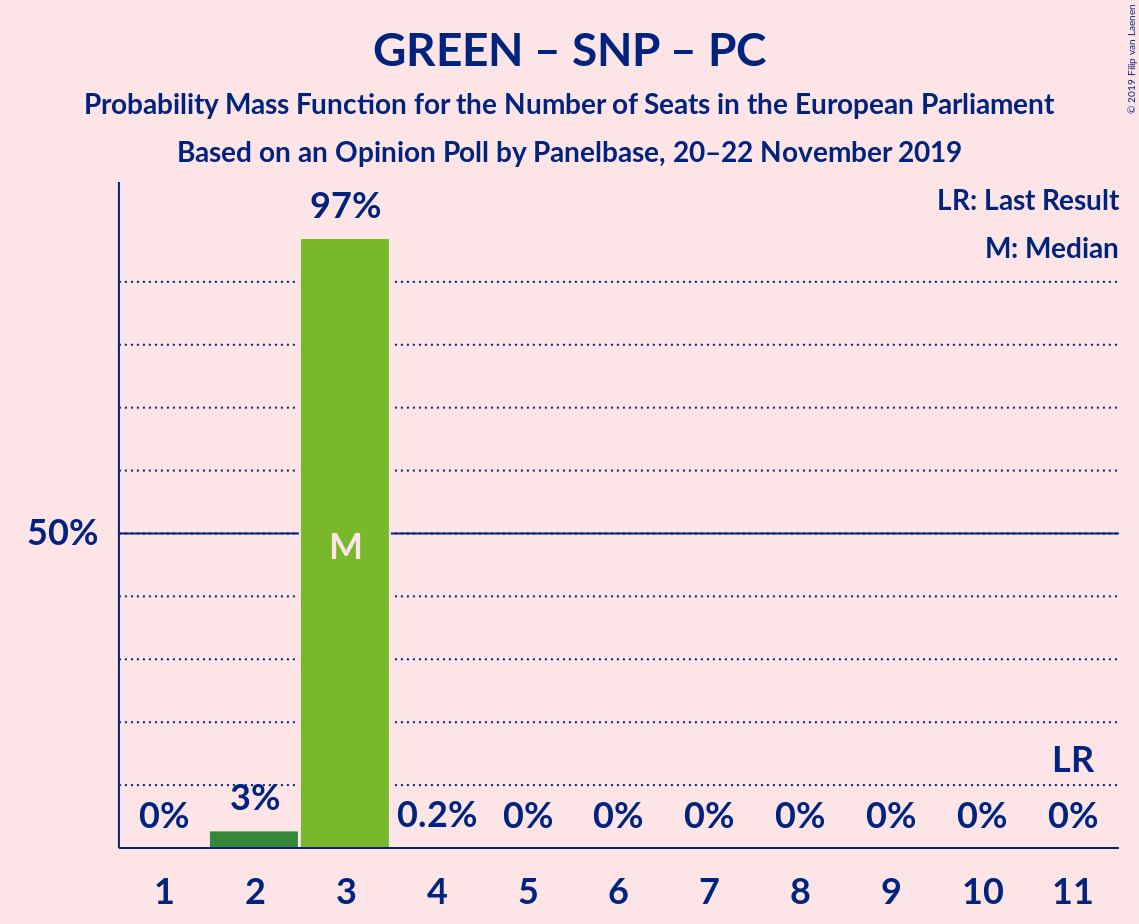 GREEN – SNP – PC
Probability Mass Function for the Number of Seats in the European Parliament
Based on an Opinion Poll by Panelbase, 20–22 November 2019
© 2019 Filip van Laenen
LR: Last Result
M: Median
97%
50%
M
LR
0% 3% 0.2% 0% 0% 0% 0% 0% 0% 0%
1 2 3 4 5 6 7 8 9 10 11